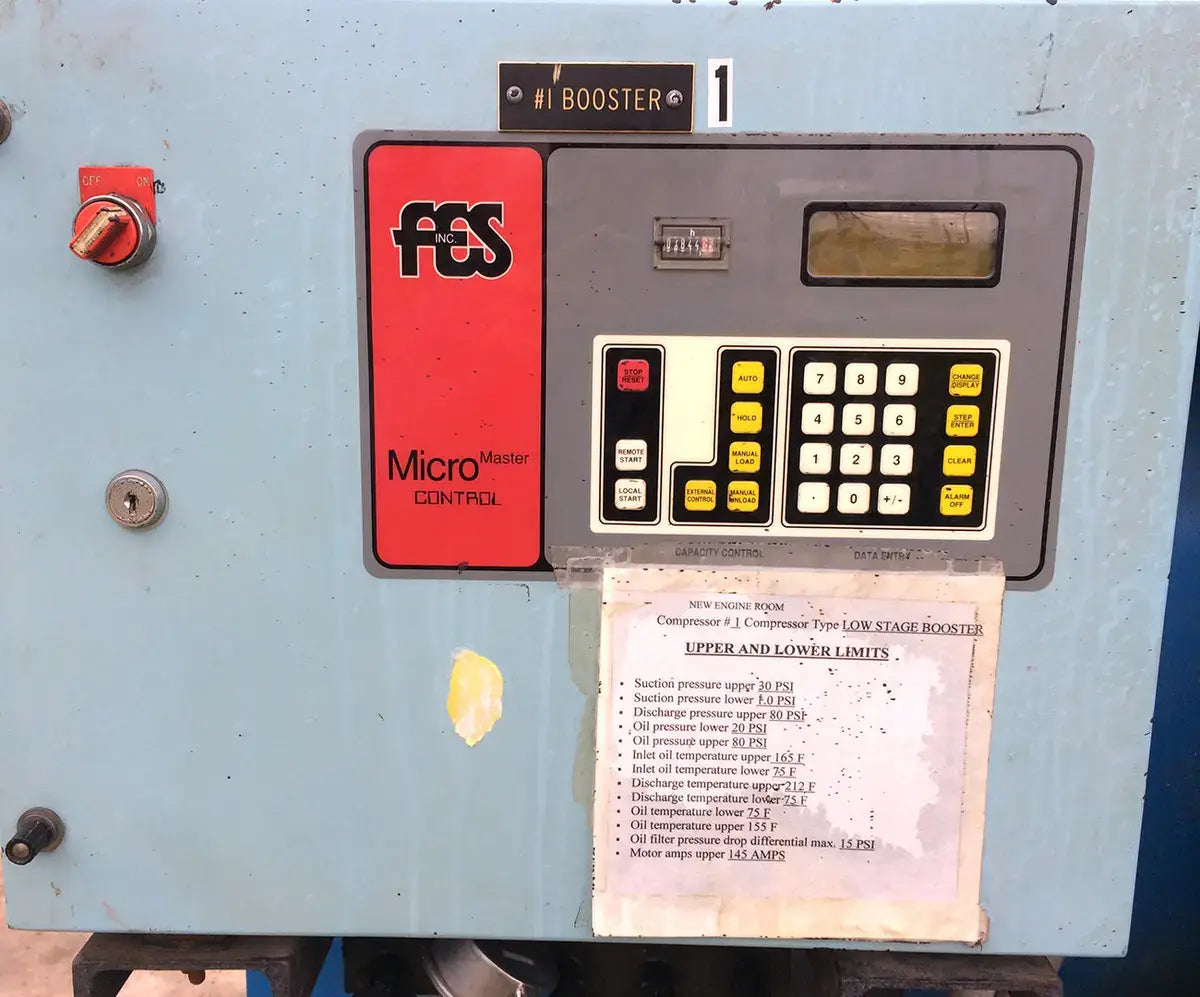 #1 BOOSTER
1
OFF ON
FES
INC.
h
STOP
RESET
REMOTE
START
LOCAL
START
AUTO
HOLD
MANUAL
LOAD
EXTERNAL
CONTROL
MANUAL
7 8 9
4 5 6
1 2 3
. 0 +/-
CHANGE
DISPLAY
STEP
ENTER
CLEAR
ALARM
OFF
Micro Master
CONTROL
CAPACITY CONTROL
DATA ENTRY
NEW ENGINE ROOM
Compressor # 1 Compressor Type LOW STAGE BOOSTER
UPPER AND LOWER LIMITS
• Suction pressure upper 30 PSI
• Suction pressure lower 1.0 PSI
• Discharge pressure upper 80 PSI
• Oil pressure lower 20 PSI
• Oil pressure upper 80 PSI
• Inlet oil temperature upper 165 F
• Inlet oil temperature lower 75 F
• Discharge temperature upper 212 F
• Discharge temperature lower 75 F
• Oil temperature lower 75 F
• Oil temperature upper 155 F
• Oil filter pressure drop differential max. 15 PSI
• Motor amps upper 145 AMPS